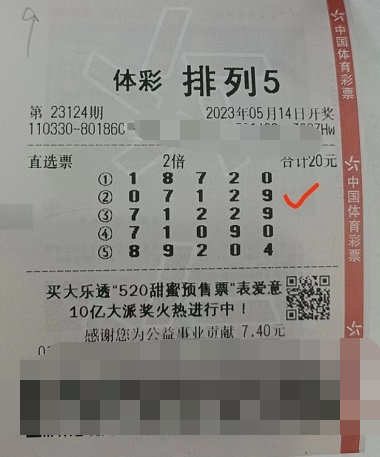 9
体彩 排列5
第 23124期 2023年05月14日开奖
110330-80186
直选票 2倍 合计20元
① 1 8 7 2 0
② 0 7 1 2 9
③ 7 1 2 2 9
④ 7 1 0 9 0
⑤ 8 9 2 0 4
买大乐透“520甜蜜预售票”表爱意
10亿大派奖火热进行中！
感谢您为公益事业贡献 7.40元
中国体育彩票
中国体育彩票